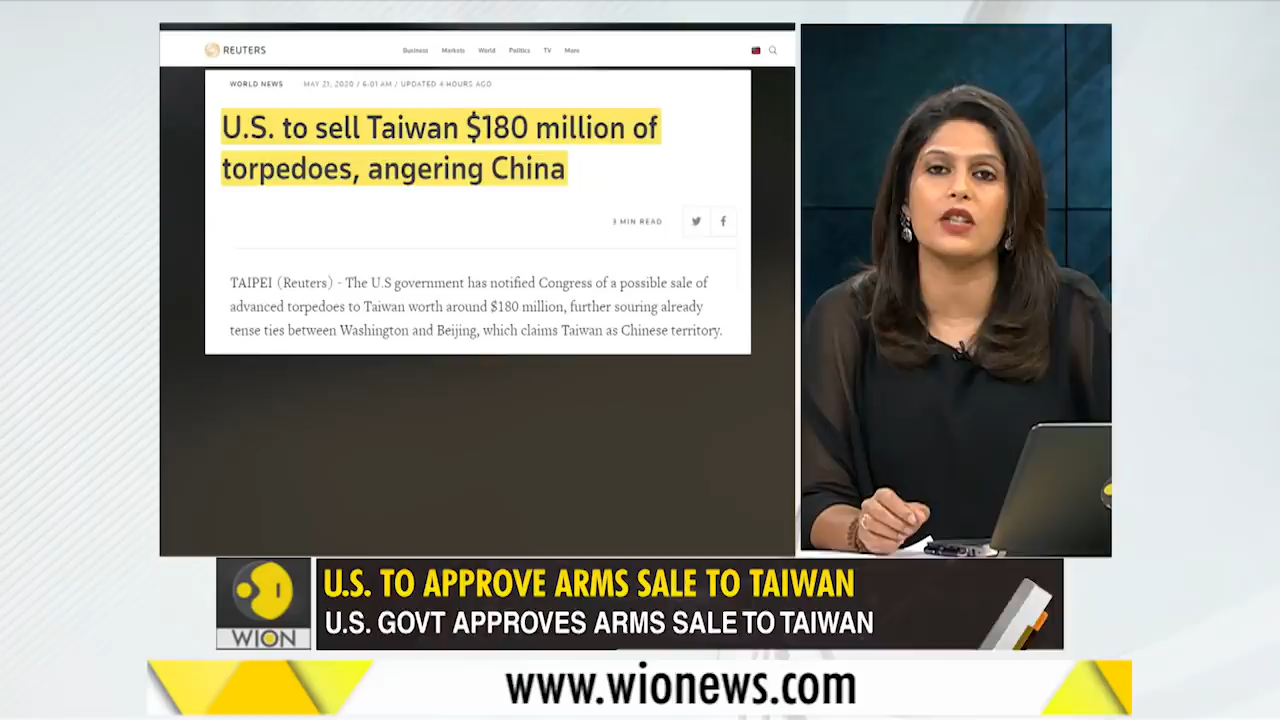 REUTERS
Business Markets World Politics TV More
WORLD NEWS MAY 21, 2020 / 6:01 AM / UPDATED 4 HOURS AGO
U.S. to sell Taiwan $180 million of
torpedoes, angering China
3 MIN READ
TAIPEI (Reuters) - The U.S government has notified Congress of a possible sale of
advanced torpedoes to Taiwan worth around $180 million, further souring already
tense ties between Washington and Beijing, which claims Taiwan as Chinese territory.
WION
U.S. TO APPROVE ARMS SALE TO TAIWAN
U.S. GOVT APPROVES ARMS SALE TO TAIWAN
www.wionews.com